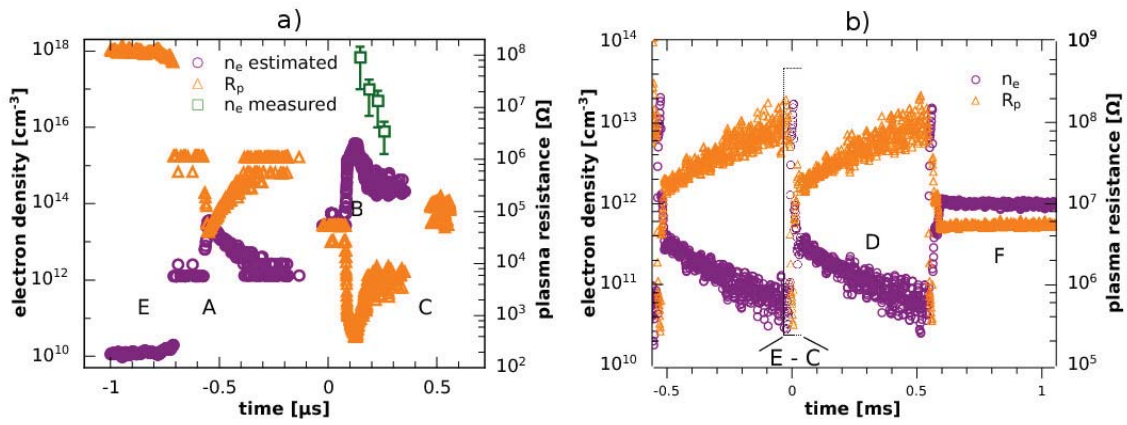 a)
10^18
10^16
10^14
10^12
10^10
electron density [cm^-3]
n_e estimated
R_p
n_e measured
E
A
B
C
10^8
10^7
10^6
10^5
10^4
10^3
10^2
plasma resistance [Ω]
-1
-0.5
0
0.5
time [μs]
b)
10^14
10^13
10^12
10^11
10^10
electron density [cm^-3]
n_e
R_p
D
F
E - C
10^9
10^8
10^7
10^6
10^5
plasma resistance [Ω]
-0.5
0
0.5
1
time [ms]